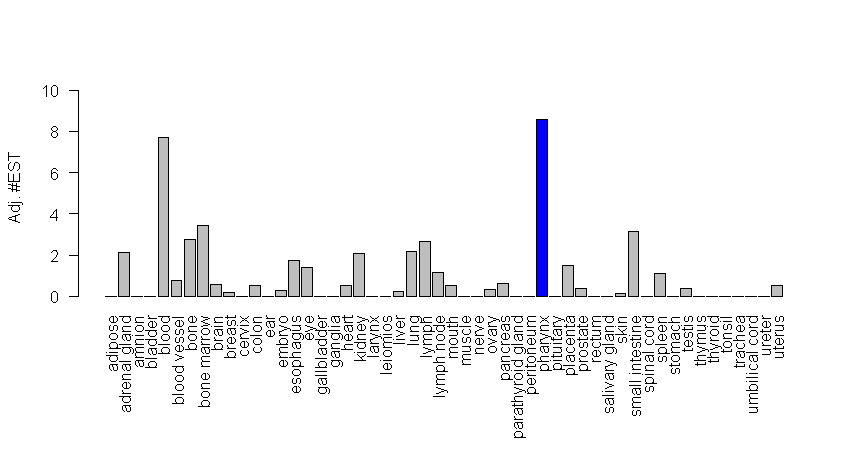 Adj. #EST
10
8
6
4
2
0
adipose
adrenal gland
amnion
bladder
blood
blood vessel
bone
bone marrow
brain
breast
cervix
colon
ear
embryo
esophagus
eye
gallbladder
ganglia
heart
kidney
larynx
leiomios
liver
lung
lymph
lymph node
mouth
muscle
nerve
ovary
pancreas
parathyroid gland
peritoneum
pharynx
pituitary
placenta
prostate
rectum
salivary gland
skin
small intestine
spinal cord
spleen
stomach
testis
thymus
thyroid
tonsil
trachea
umbilical cord
ureter
uterus